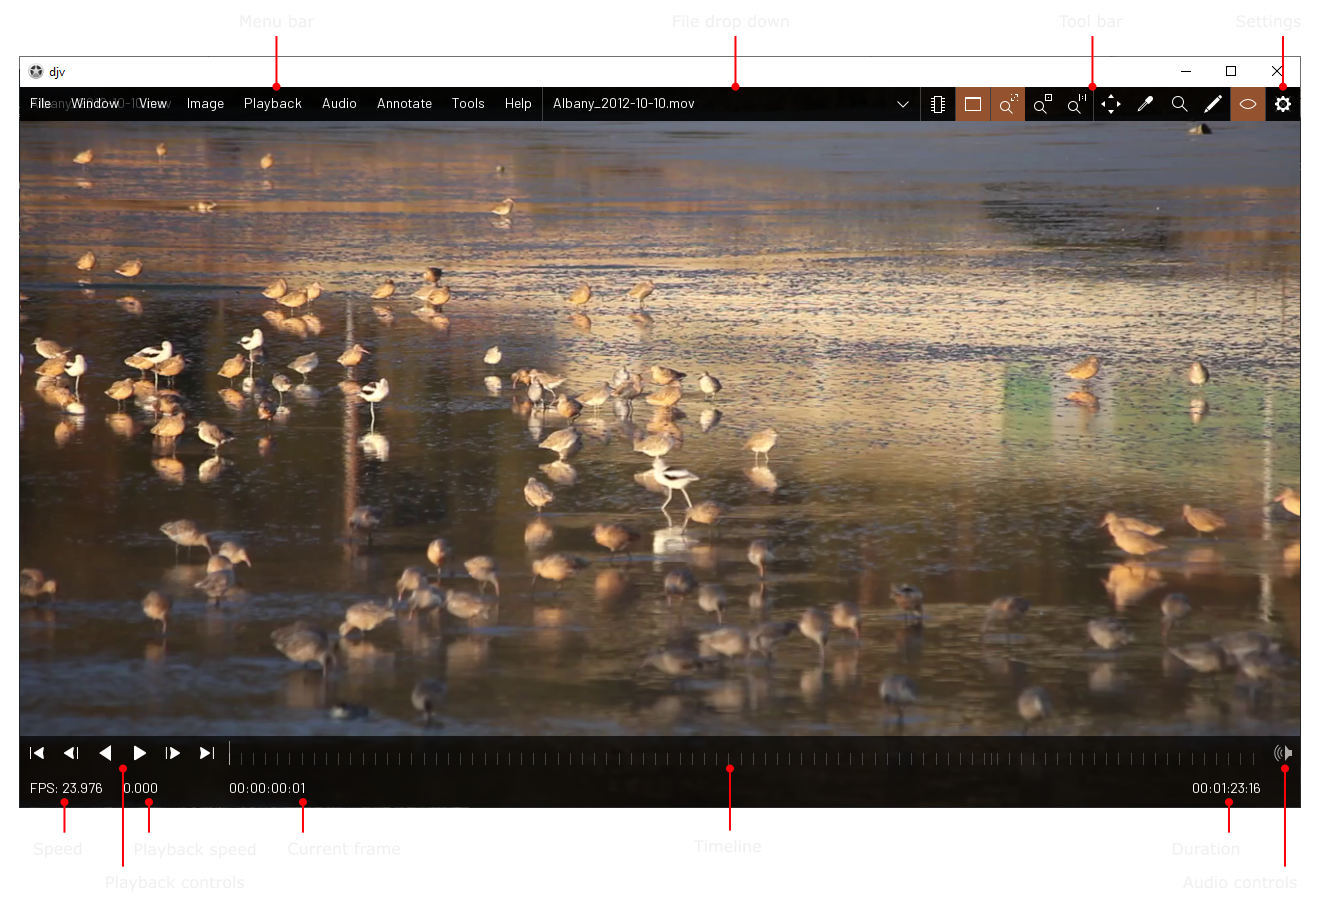 Menu bar File drop down Tool bar Settings
djv
File Window View Image Playback Audio Annotate Tools Help Albany_2012-10-10.mov
FPS: 23.976 0.000 00:00:00:01 00:01:23:16
Speed Playback speed Current frame Timeline Duration
Playback controls Audio controls